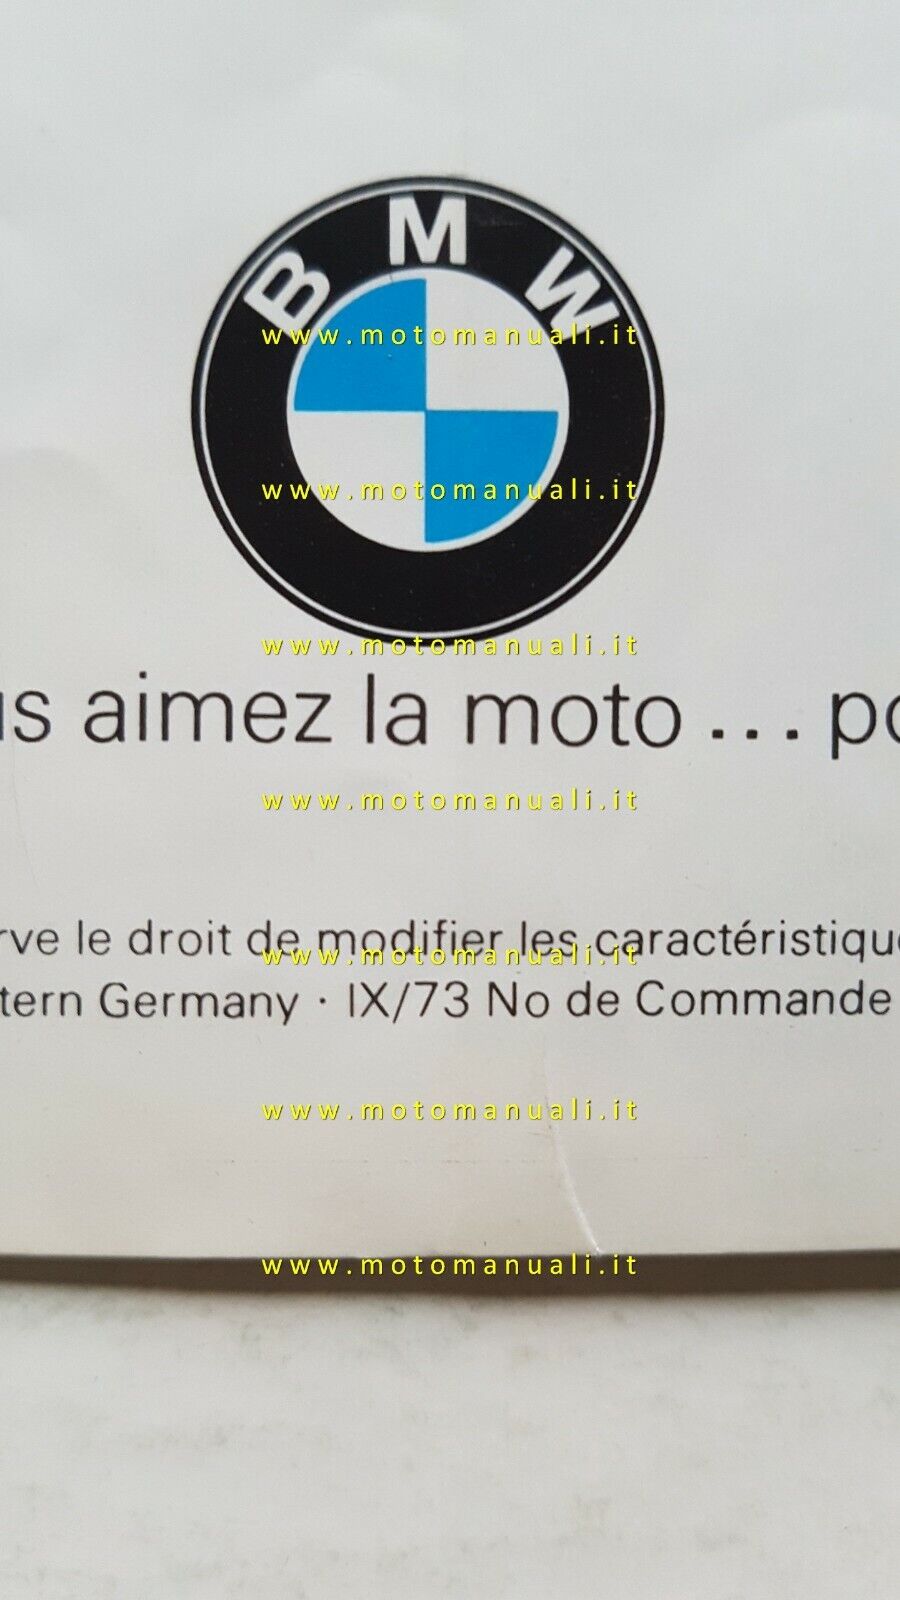 BMW
www.motomanuali.it
www.motomanuali.it
www.motomanuali.it
us aimez la moto ... po
www.motomanuali.it
rve le droit de modifier les caractéristique
www.motomanuali.it
tern Germany · IX/73 No de Commande
www.motomanuali.it
www.motomanuali.it